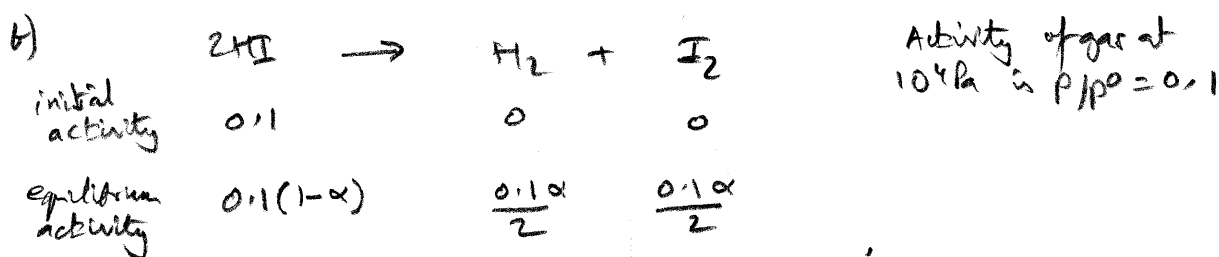 b) 2HI → H₂ + I₂ Activity of gas at
10⁴Pa is P/P⁰ = 0.1
initial
activity 0.1 0 0
equilibrium
activity 0.1(1-α) 0.1α/2 0.1α/2